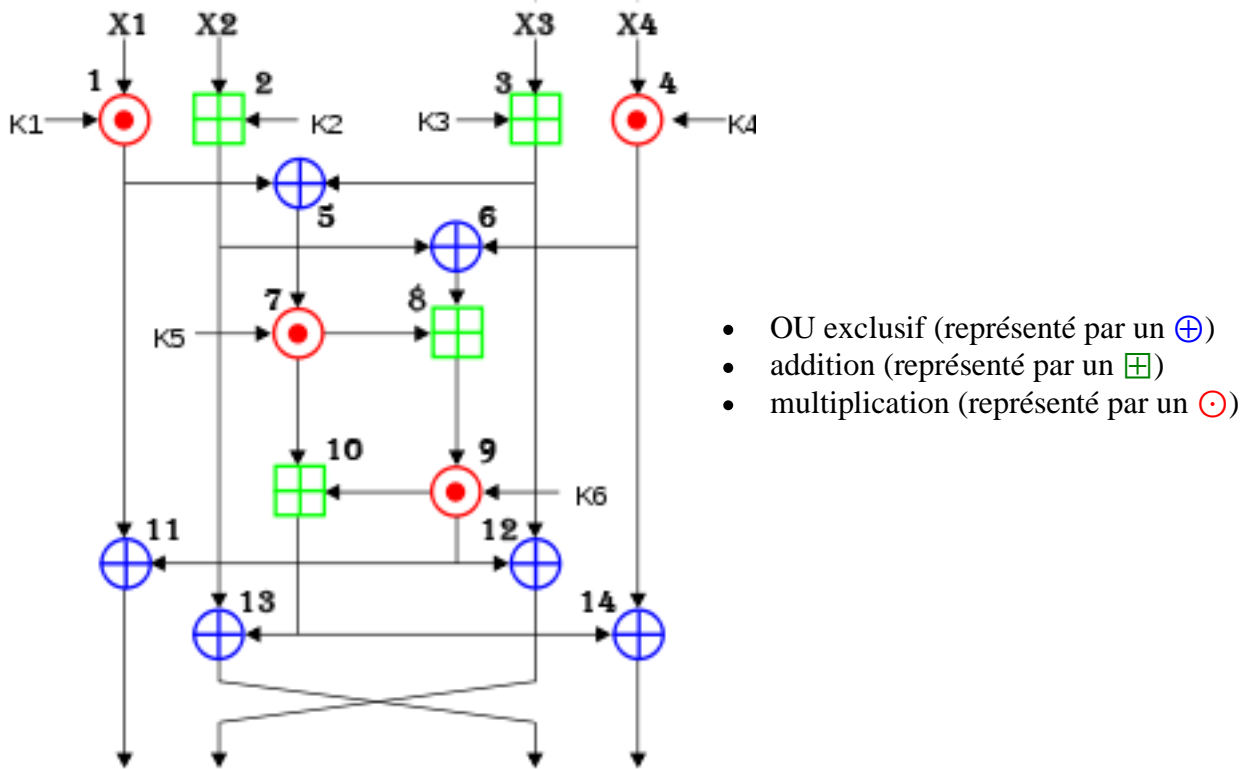 X1 X2 X3 X4
1 2 3 4
K1 K2 K3 K4
5 6
7 8
K5
10 9
K6
11 12
13 14
• OU exclusif (représenté par un ⊕)
• addition (représenté par un ⊞)
• multiplication (représenté par un ⊙)